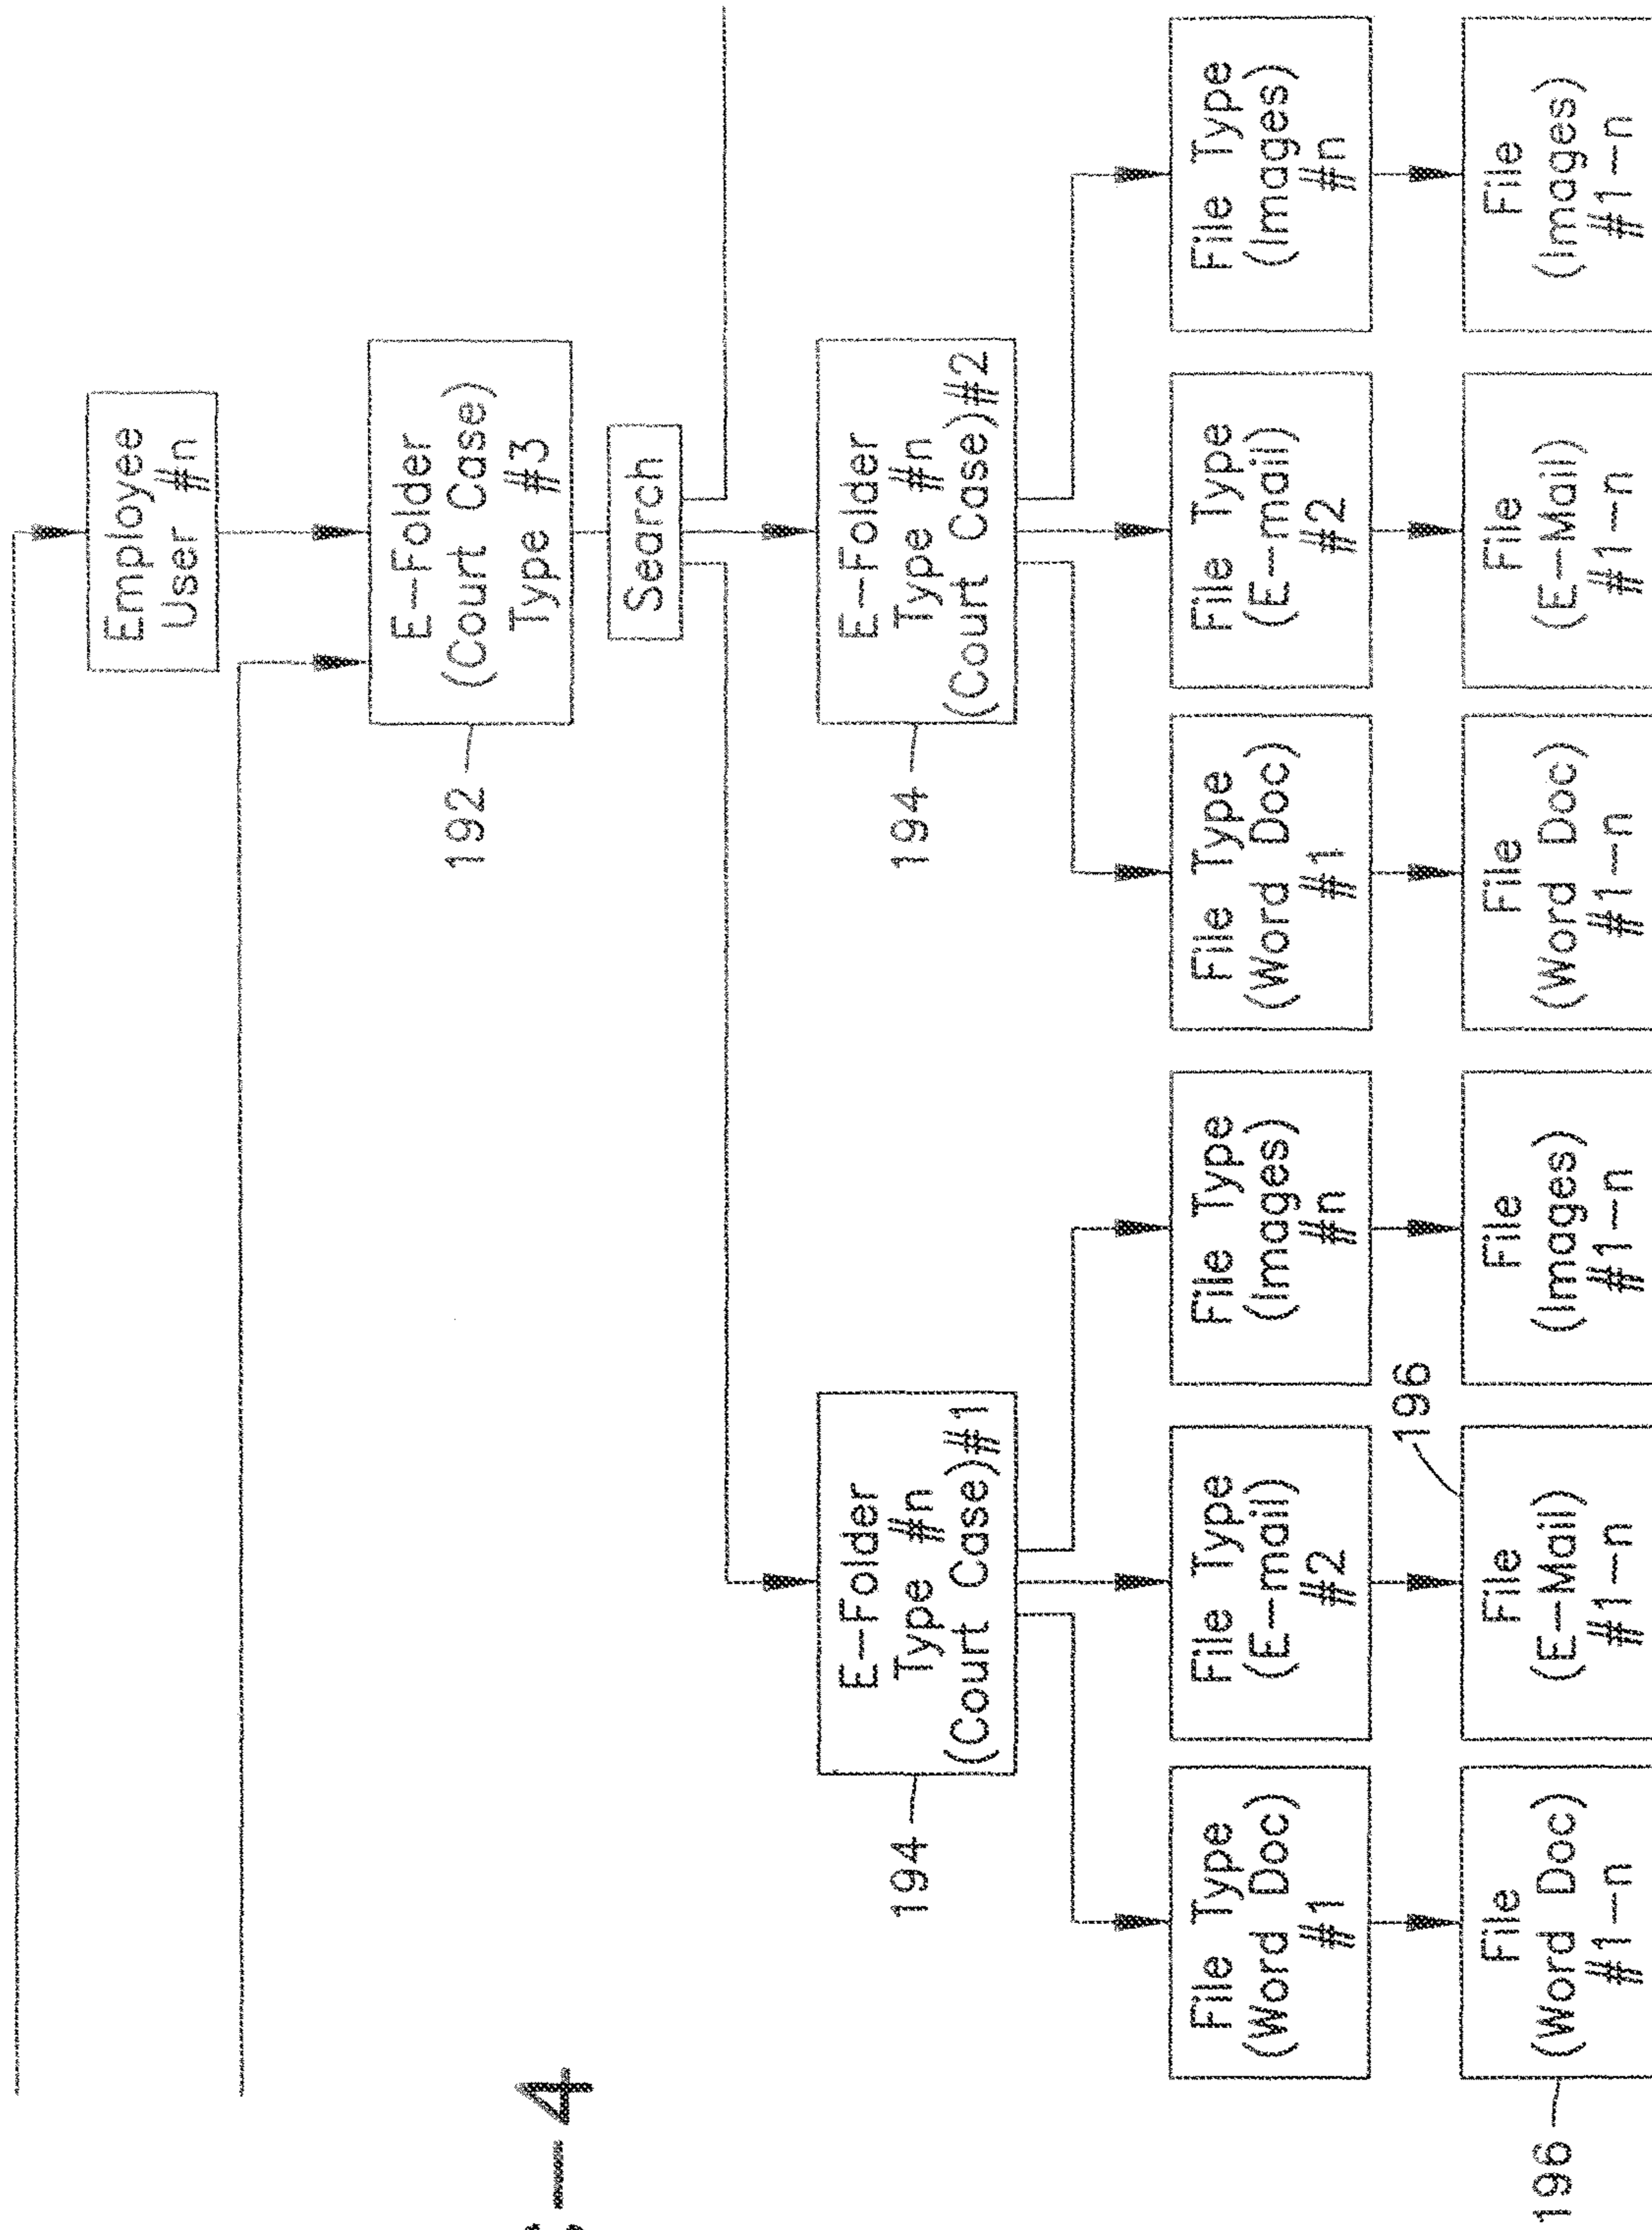 Employee
User #n
E-Folder
(Court Case)
Type #3
192
Search
E-Folder
Type #n
(Court Case)#1
194
E-Folder
Type #n
(Court Case)#2
194
File Type
(Word Doc)
#1
File Type
(E-mail)
#2
File Type
(Images)
#n
File Type
(Word Doc)
#1
File Type
(E-mail)
#2
File Type
(Images)
#n
196
File
(Word Doc)
#1-n
196
File
(E-Mail)
#1-n
File
(Images)
#1-n
File
(Word Doc)
#1-n
File
(E-Mail)
#1-n
File
(Images)
#1-n
-4